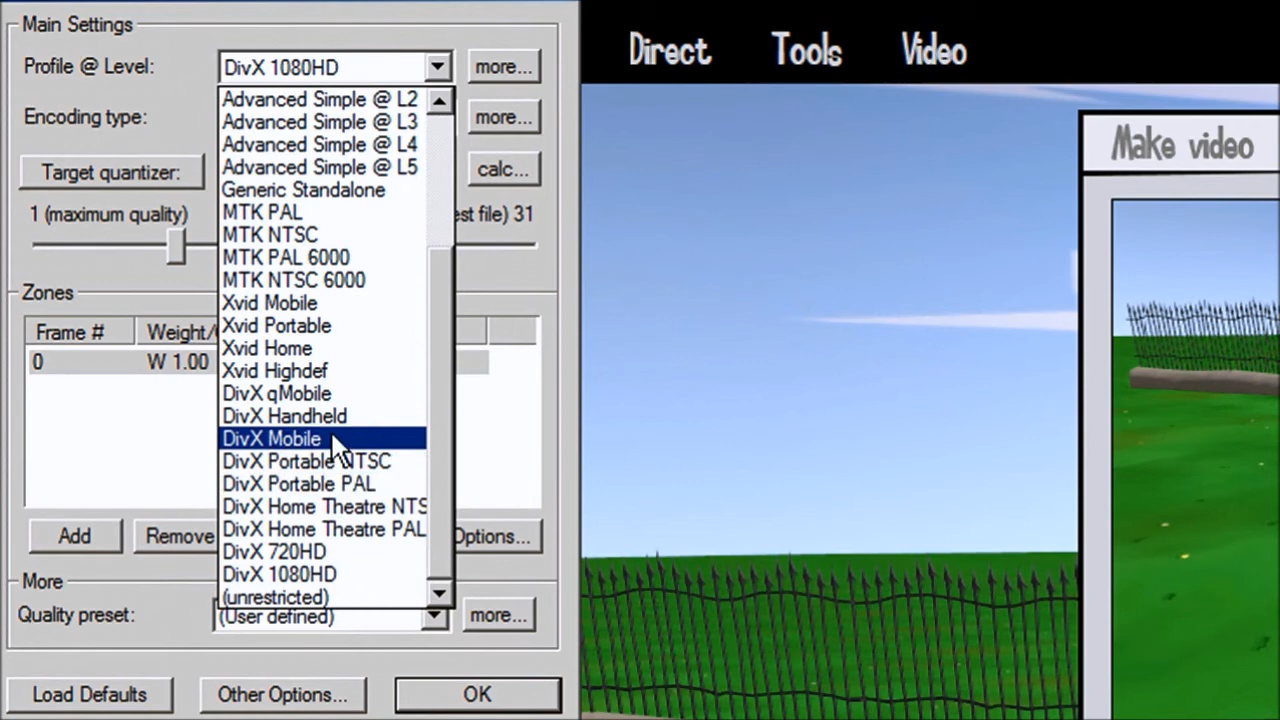 Main Settings
Profile @ Level:
DivX 1080HD
more...
Advanced Simple @ L2
Advanced Simple @ L3
Encoding type:
more...
Advanced Simple @ L4
Advanced Simple @ L5
Target quantizer:
calc...
Generic Standalone
MTK PAL
1 (maximum quality)
est file) 31
MTK NTSC
MTK PAL 6000
MTK NTSC 6000
Zones
Xvid Mobile
Frame #
Weight/
Xvid Portable
Xvid Home
0
W 1.00
Xvid Highdef
DivX qMobile
DivX Handheld
DivX Mobile
DivX Portable NTSC
DivX Portable PAL
DivX Home Theatre NTS
DivX Home Theatre PAL
Add
Remove
Options...
DivX 720HD
DivX 1080HD
(unrestricted)
More
Quality preset:
(User defined)
more...
Load Defaults
Other Options...
OK
Direct
Tools
Video
Make video